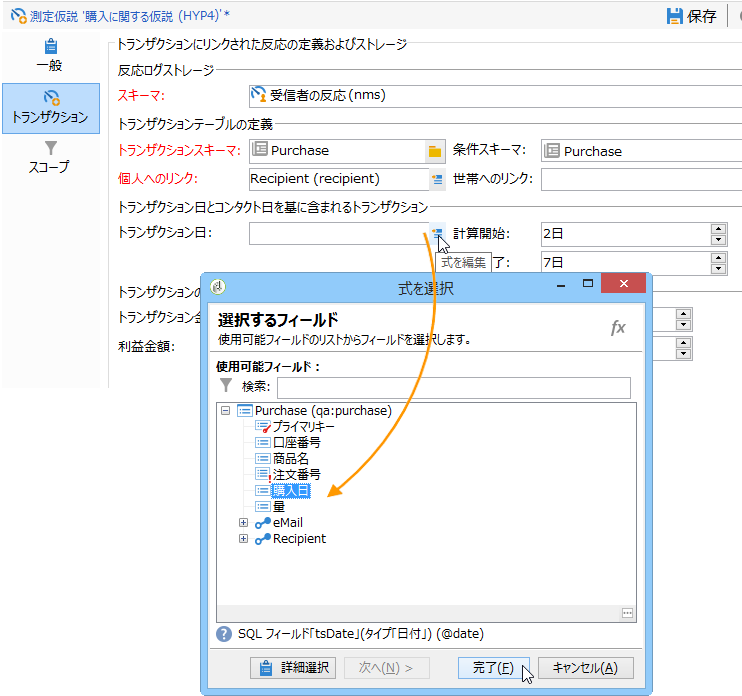 測定仮説 '購入に関する仮説 (HYP4)'*
保存
一般
トランザクション
スコープ
トランザクションにリンクされた反応の定義およびストレージ
反応ログストレージ
スキーマ: 受信者の反応 (nms)
トランザクションテーブルの定義
トランザクションスキーマ: Purchase 条件スキーマ: Purchase
個人へのリンク: Recipient (recipient) 世帯へのリンク:
トランザクション日とコンタクト日を基に含まれるトランザクション
トランザクション日: 計算開始: 2日
式を編集 了: 7日
トランザクションの
トランザクション金
利益金額:
式を選択
選択するフィールド
使用可能フィールドのリストからフィールドを選択します。
fx
使用可能フィールド:
検索:
Purchase (qa:purchase)
プライマリキー
口座番号
商品名
注文番号
購入日
量
eMail
Recipient
SQL フィールド「tsDate」(タイプ「日付」) (@date)
詳細選択 次へ(N) > 完了(F) キャンセル(A)